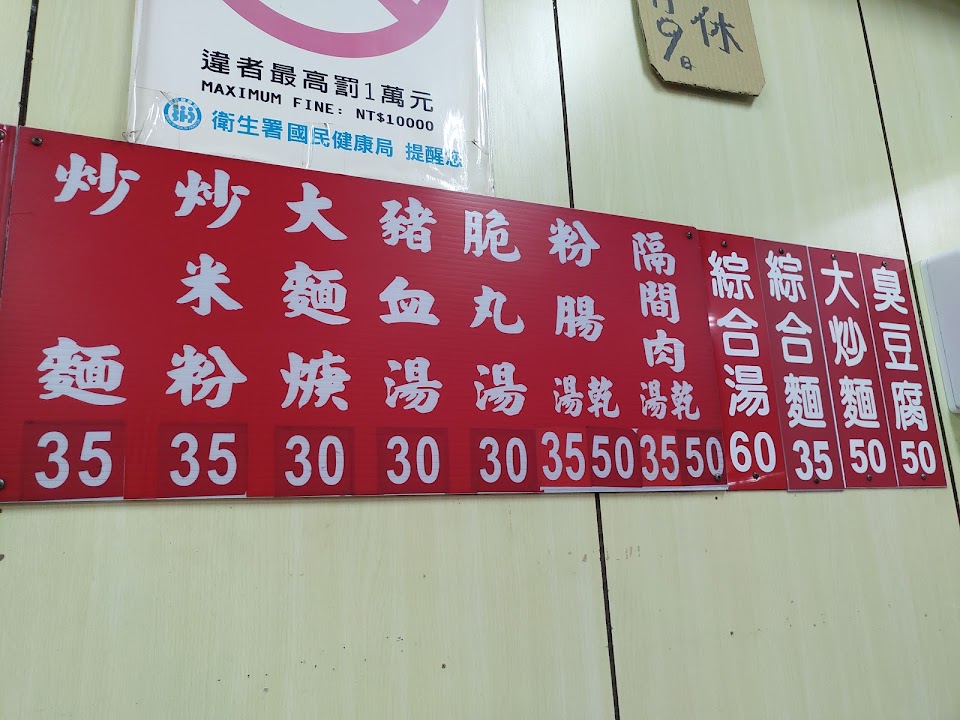 違者最高罰1萬元
MAXIMUM FINE: NT$10000
衛生署國民健康局 提醒您
9日
休
炒麵 35
炒米粉 35
大麵焿 30
豬血湯 30
脆丸湯 30
粉腸 湯 35 乾 50
隔間肉 湯 35 乾 50
綜合湯 60
綜合麵 35
大炒麵 50
臭豆腐 50